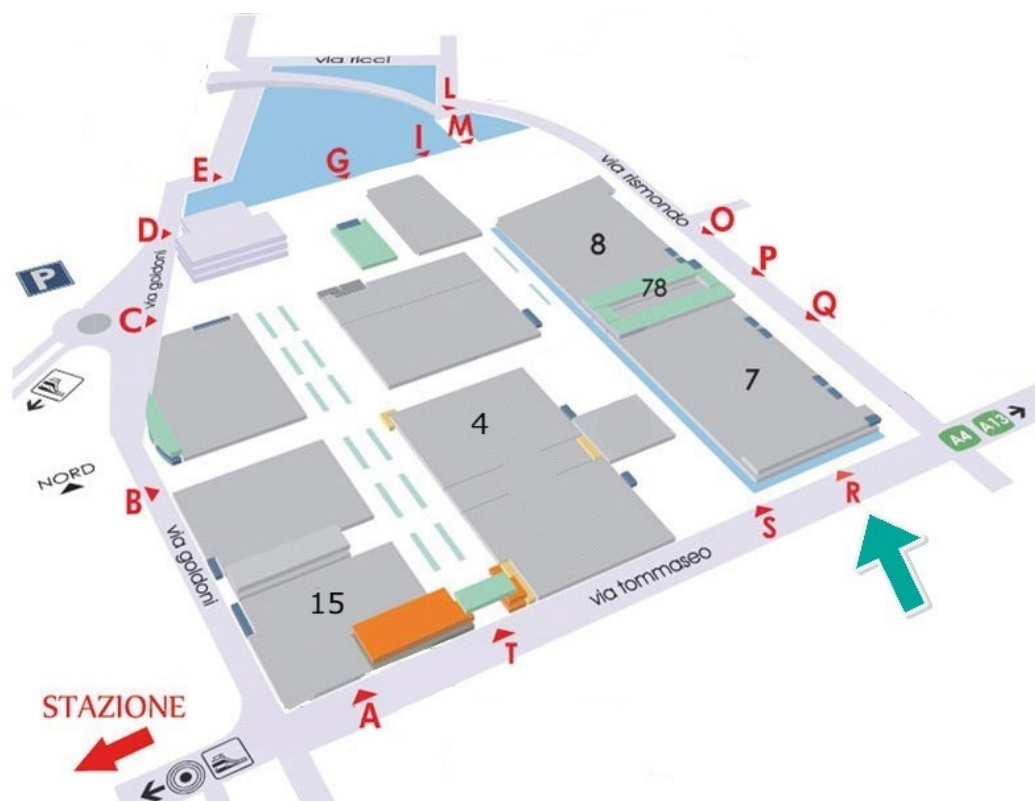 via ricci
L
M
I
G
E
via rismondo
D
O
8
P
via goldoni
P
78
C
Q
7
4
A4
A13
NORD
B
R
S
via goldoni
via tommaseo
15
T
A
STAZIONE